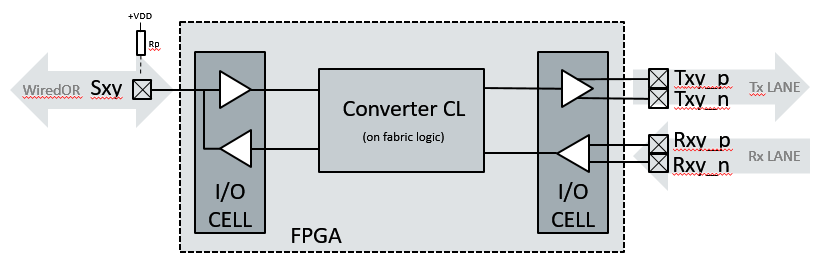 +VDD
Rp
WiredOR
Sxy
I/O
CELL
Converter CL
(on fabric logic)
FPGA
I/O
CELL
Txy_p
Txy_n
Tx LANE
Rxy_p
Rxy_n
Rx LANE